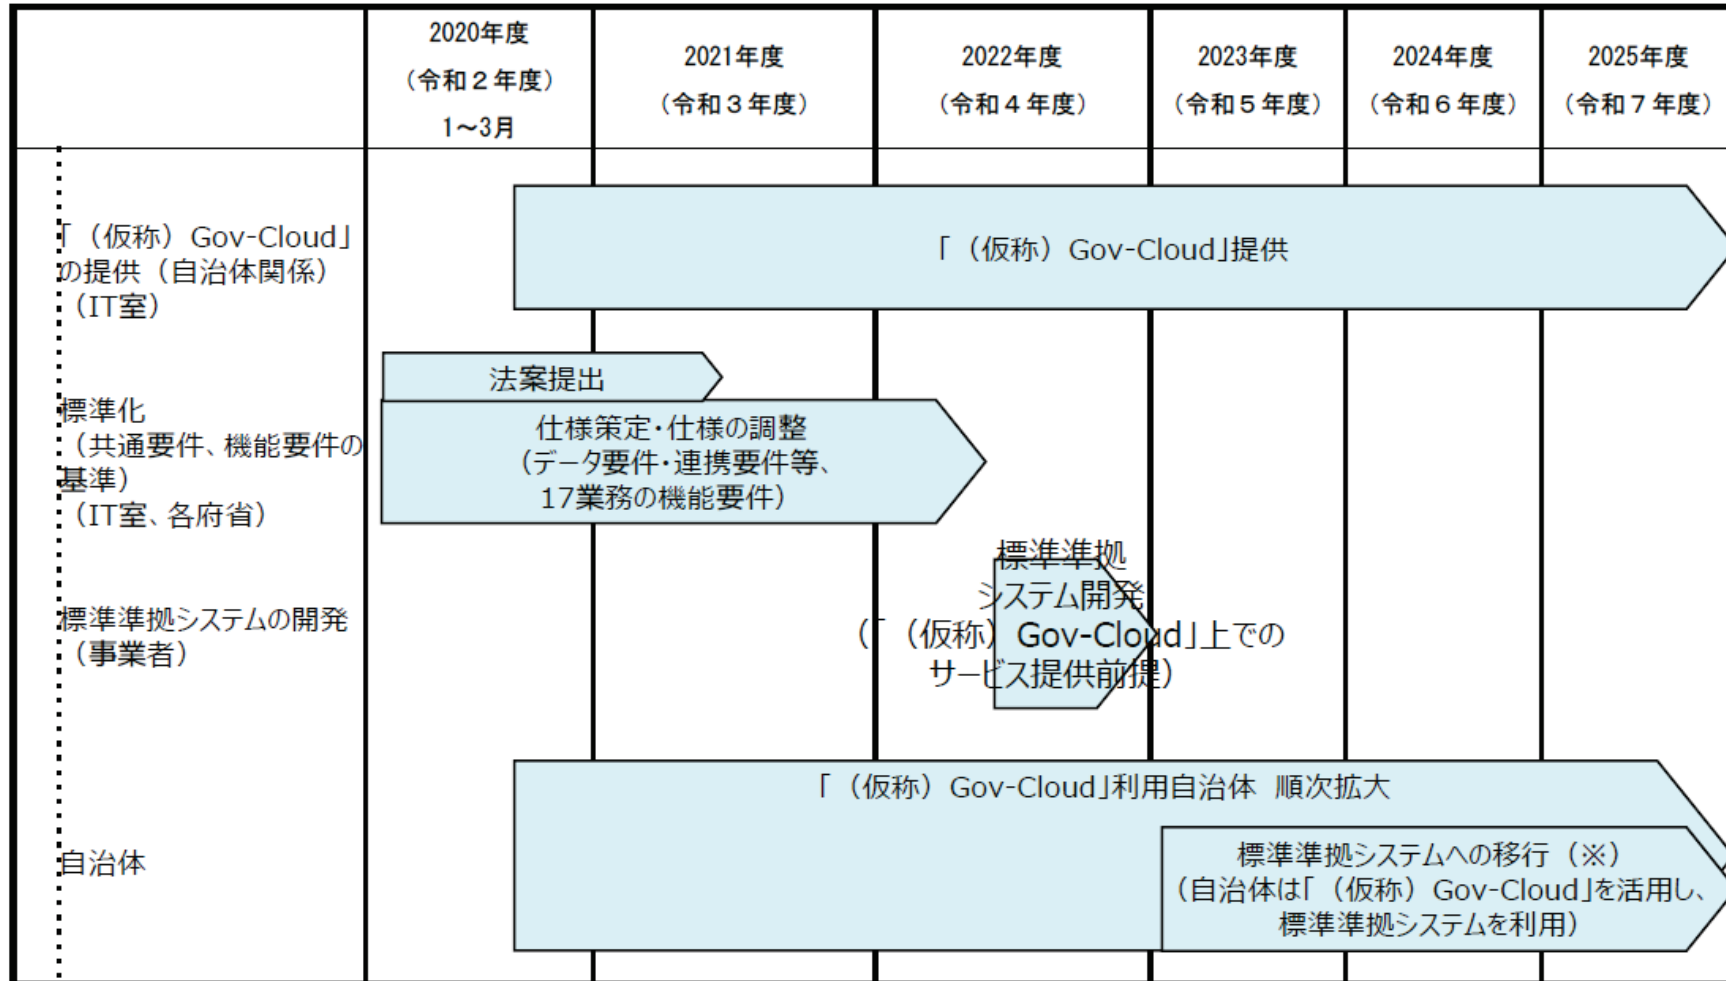 2020年度
（令和２年度）
1～3月
2021年度
（令和３年度）
2022年度
（令和４年度）
2023年度
（令和５年度）
2024年度
（令和６年度）
2025年度
（令和７年度）
「（仮称）Gov-Cloud」
の提供（自治体関係）
（IT室）
「（仮称）Gov-Cloud」提供
標準化
（共通要件、機能要件の
基準）
（IT室、各府省）
法案提出
仕様策定・仕様の調整
（データ要件・連携要件等、
17業務の機能要件）
標準準拠システムの開発
（事業者）
標準準拠
システム開発
（「（仮称）Gov-Cloud」上での
サービス提供前提）
自治体
「（仮称）Gov-Cloud」利用自治体 順次拡大
標準準拠システムへの移行（※）
（自治体は「（仮称）Gov-Cloud」を活用し、
標準準拠システムを利用）